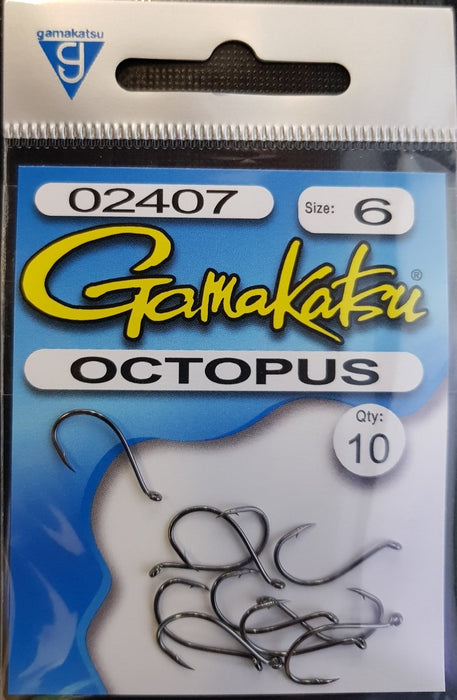 gamakatsu
g
02407
Size: 6
Gamakatsu®
OCTOPUS
Qty:
10